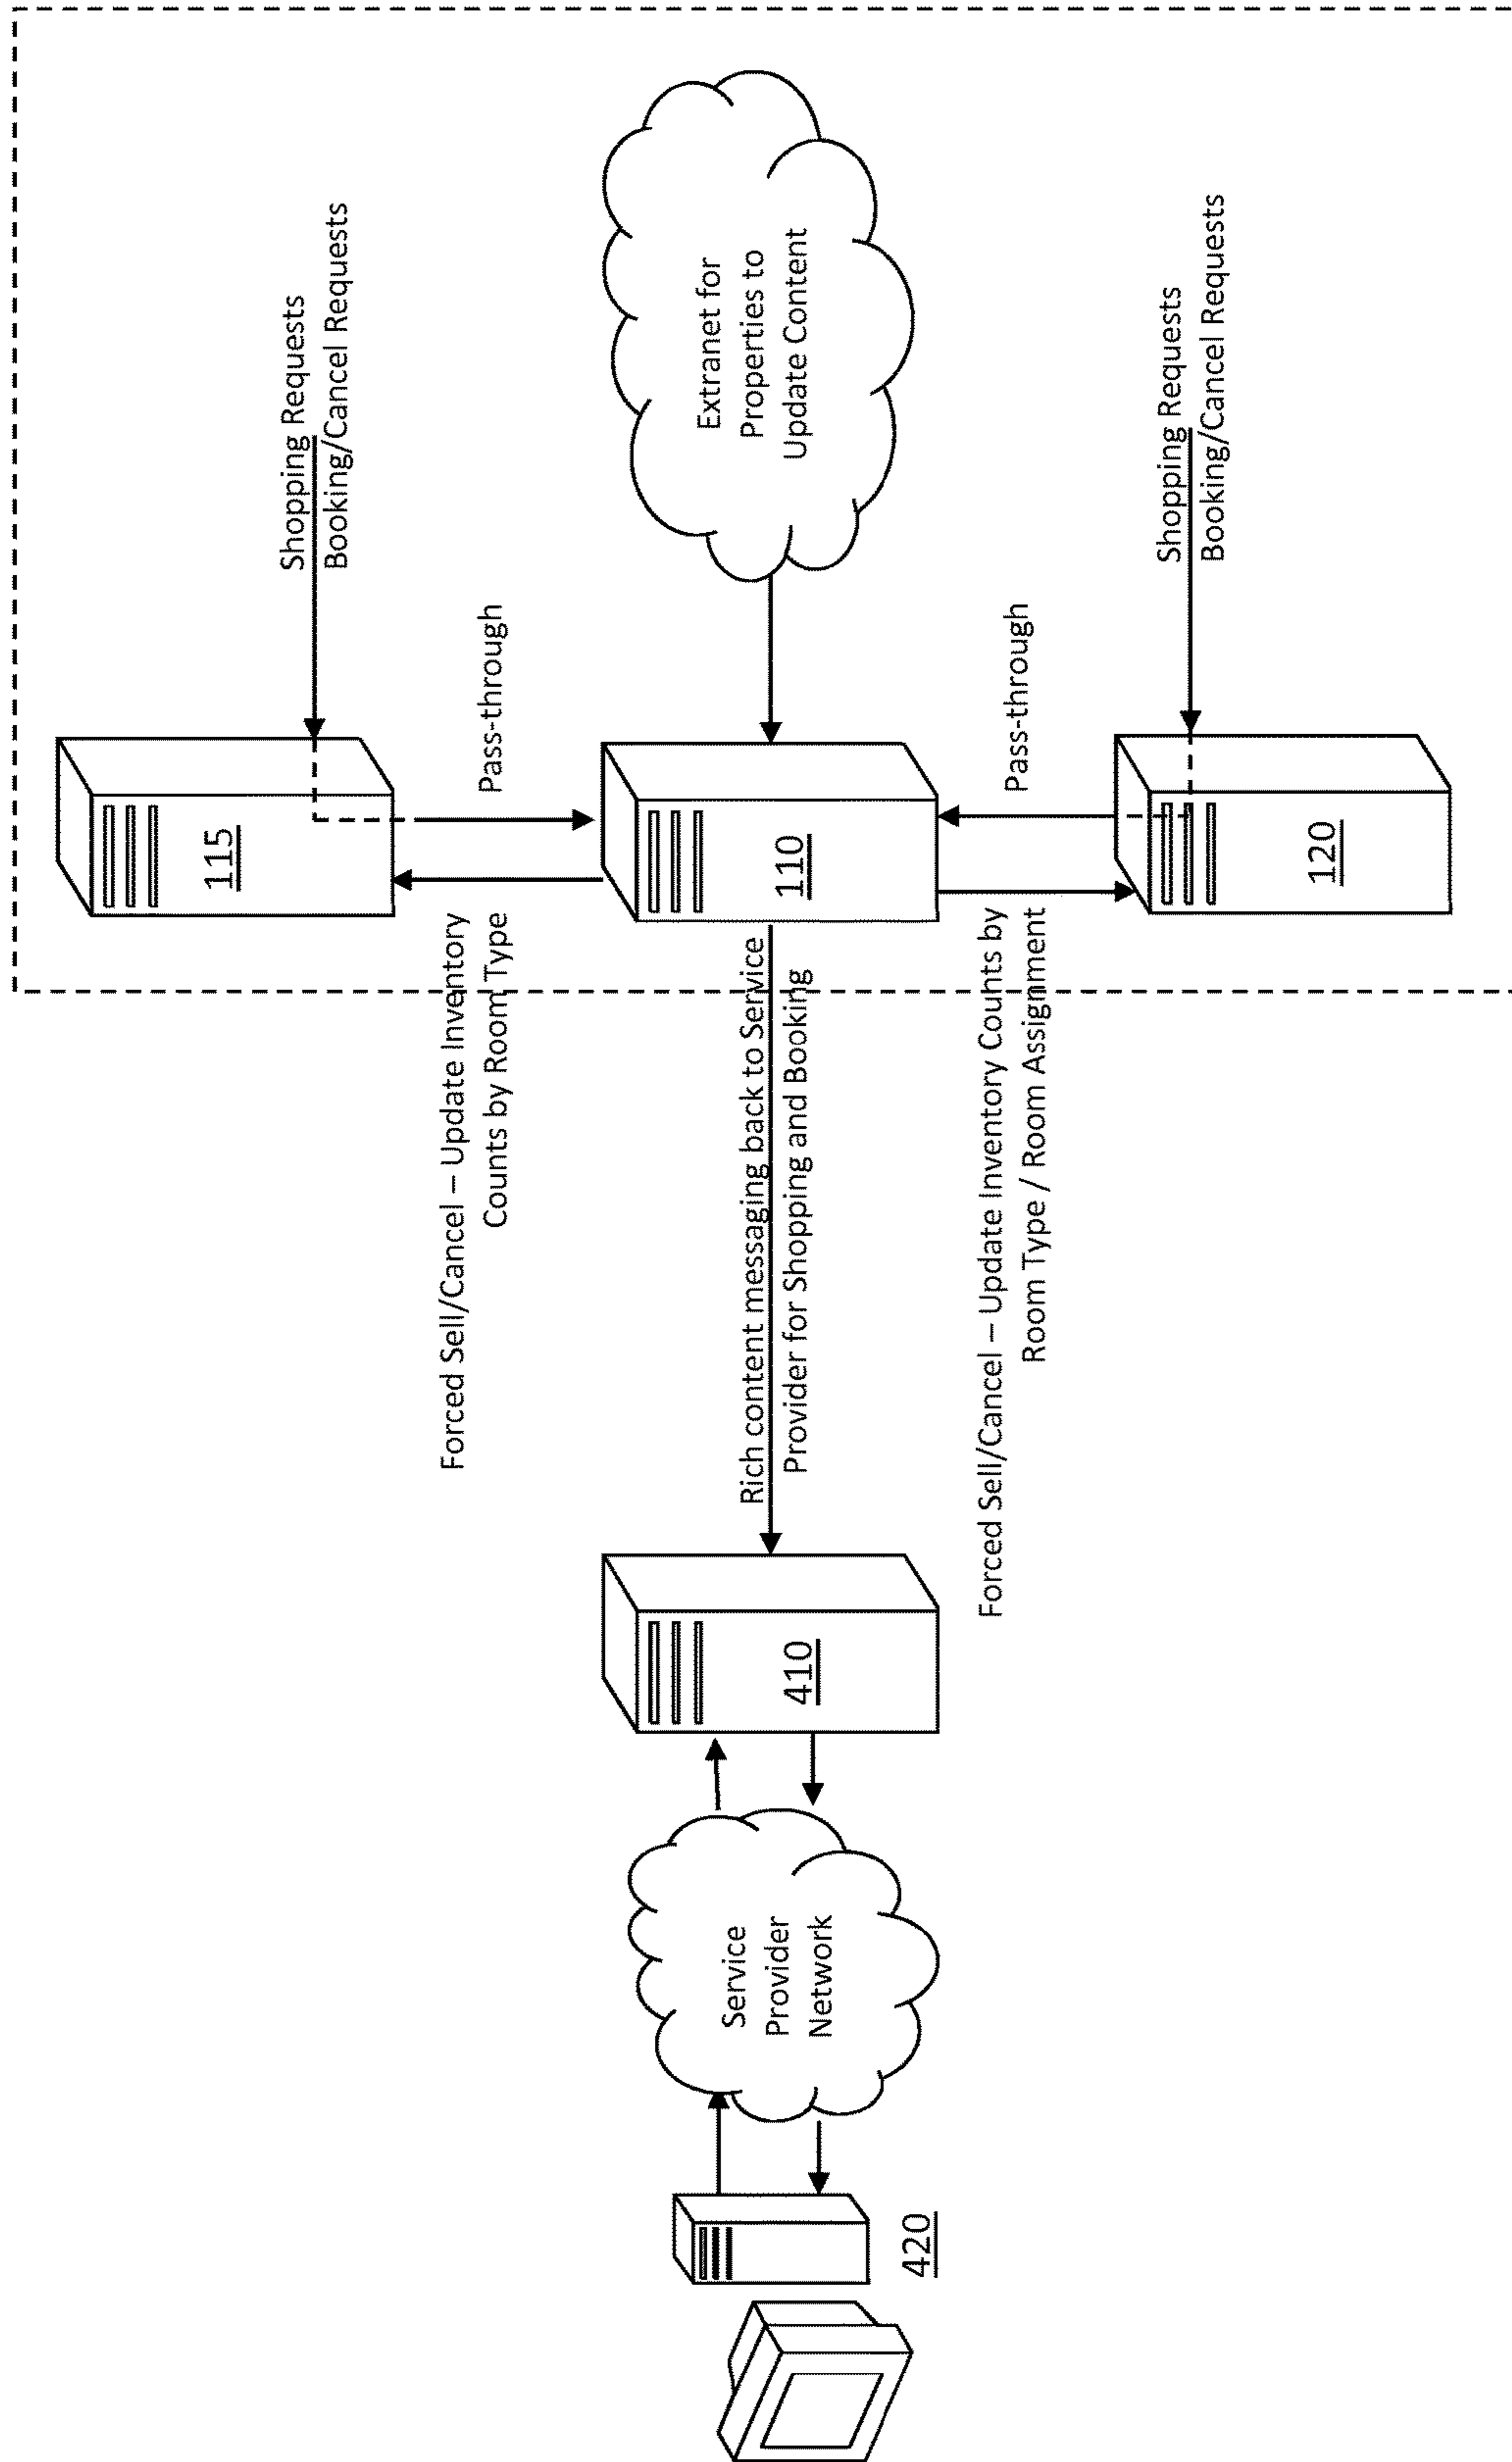 Shopping Requests
Booking/Cancel Requests
115
Pass-through
Forced Sell/Cancel – Update Inventory
Counts by Room Type
Extranet for
Properties to
Update Content
110
Rich content messaging back to Service
Provider for Shopping and Booking
410
Service
Provider
Network
420
Pass-through
Forced Sell/Cancel – Update Inventory Counts by
Room Type / Room Assignment
Shopping Requests
Booking/Cancel Requests
120